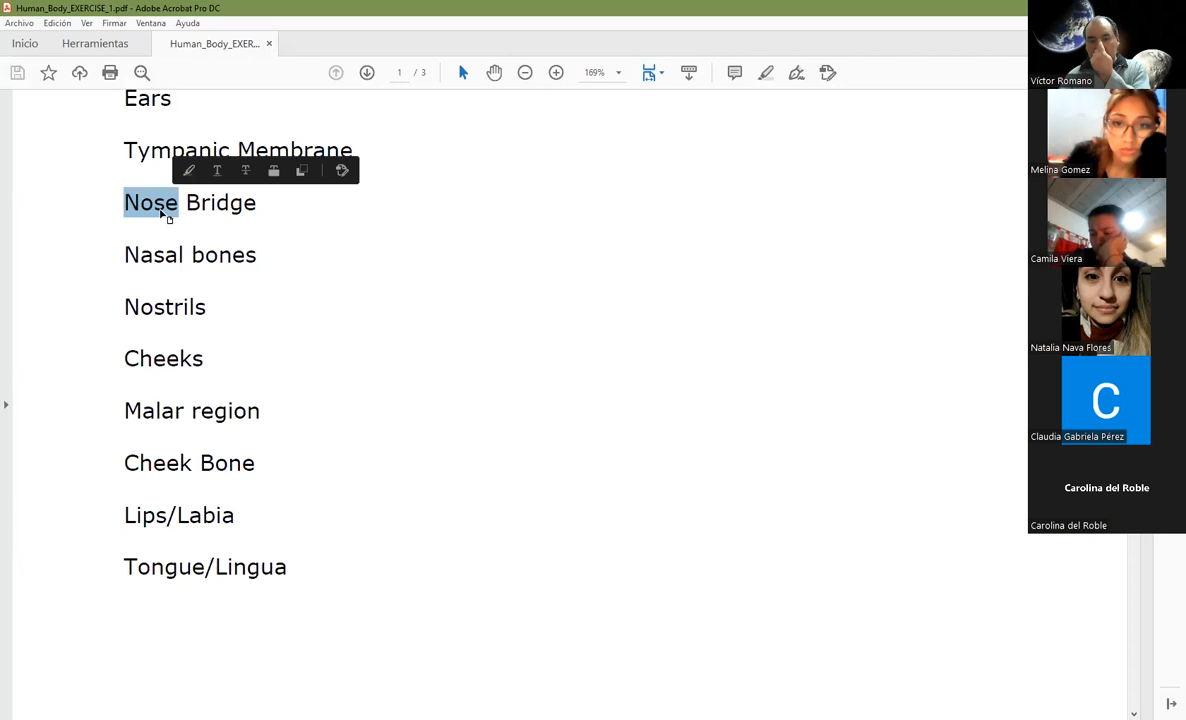 Human_Body_EXERCISE_1.pdf - Adobe Acrobat Pro DC
Archivo Edición Ver Firmar Ventana Ayuda
Inicio Herramientas Human_Body_EXER... ×
1 / 3 169%
Ears
Tympanic Membrane
Nose Bridge
Nasal bones
Nostrils
Cheeks
Malar region
Cheek Bone
Lips/Labia
Tongue/Lingua
Víctor Romano
Melina Gomez
Camila Viera
Natalia Nava Flores
C
Claudia Gabriela Pérez
Carolina del Roble
Carolina del Roble